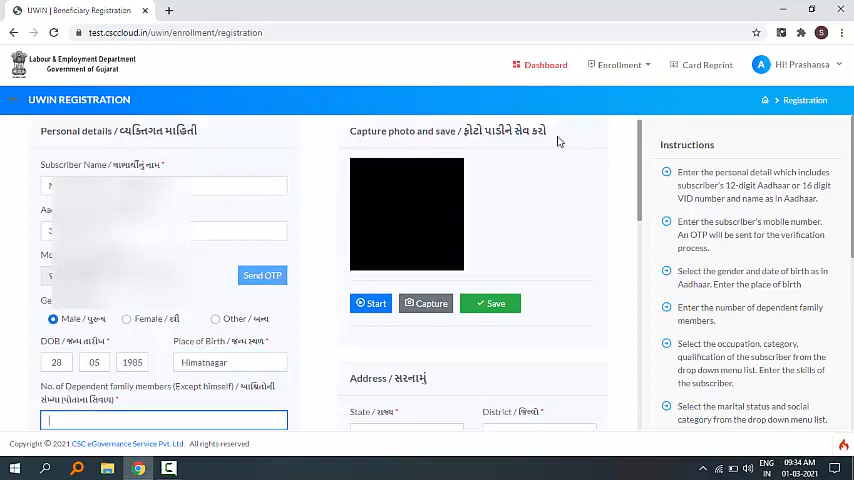 UWIN | Beneficiary Registration
test.csccloud.in/uwin/enrollment/registration
Labour & Employment Department
Government of Gujarat
Dashboard
Enrollment
Card Reprint
A
Hi! Prashansa
UWIN REGISTRATION
Registration
Personal details / વ્યક્તિગત માહિતી
Subscriber Name / લાભાર્થીનું નામ *
Send OTP
Male / પુરુષ
Female / સ્ત્રી
Other / અન્ય
DOB / જન્મ તારીખ *
Place of Birth / જન્મ સ્થળ *
28
05
1985
Himatnagar
No. of Dependent family members (Except himself) / આશ્રિતોની
સંખ્યા (પોતાના સિવાય) *
Capture photo and save / ફોટો પાડીને સેવ કરો
Start
Capture
Save
Address / સરનામું
State / રાજ્ય *
District / જિલ્લો *
Instructions
Enter the personal detail which includes
subscriber's 12-digit Aadhaar or 16 digit
VID number and name as in Aadhaar.
Enter the subscriber's mobile number.
An OTP will be sent for the verification
process.
Select the gender and date of birth as in
Aadhaar. Enter the place of birth
Enter the number of dependent family
members.
Select the occupation, category,
qualification of the subscriber from the
drop down menu list. Enter the skills of
the subscriber.
Select the marital status and social
category from the drop down menu list.
Copyright © 2021 CSC eGovernance Service Pvt. Ltd. All rights reserved
ENG
IN
09:34 AM
01-03-2021